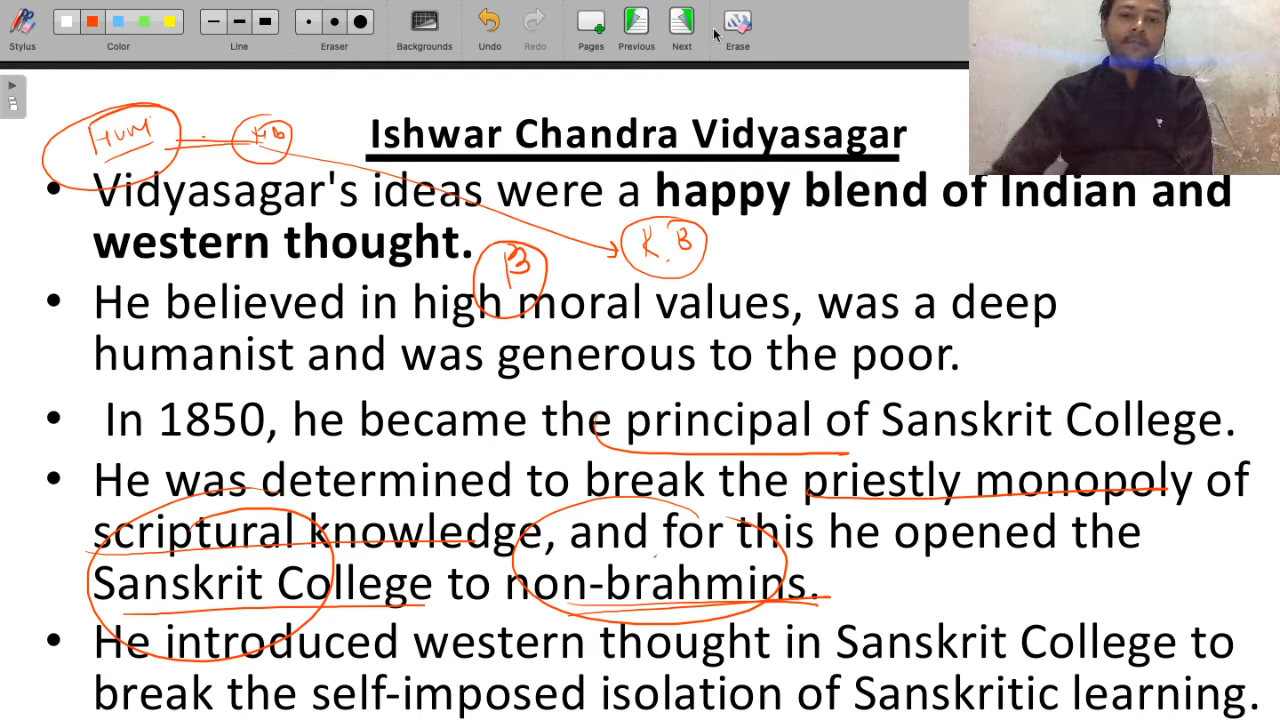 Stylus
Color
Line
Eraser
Backgrounds
Undo
Redo
Pages
Previous
Next
Erase
HUM
K.B
Ishwar Chandra Vidyasagar
• Vidyasagar's ideas were a happy blend of Indian and
western thought.
B
• He believed in high moral values, was a deep
humanist and was generous to the poor.
• In 1850, he became the principal of Sanskrit College.
• He was determined to break the priestly monopoly of
scriptural knowledge, and for this he opened the
Sanskrit College to non-brahmins.
• He introduced western thought in Sanskrit College to
break the self-imposed isolation of Sanskritic learning.